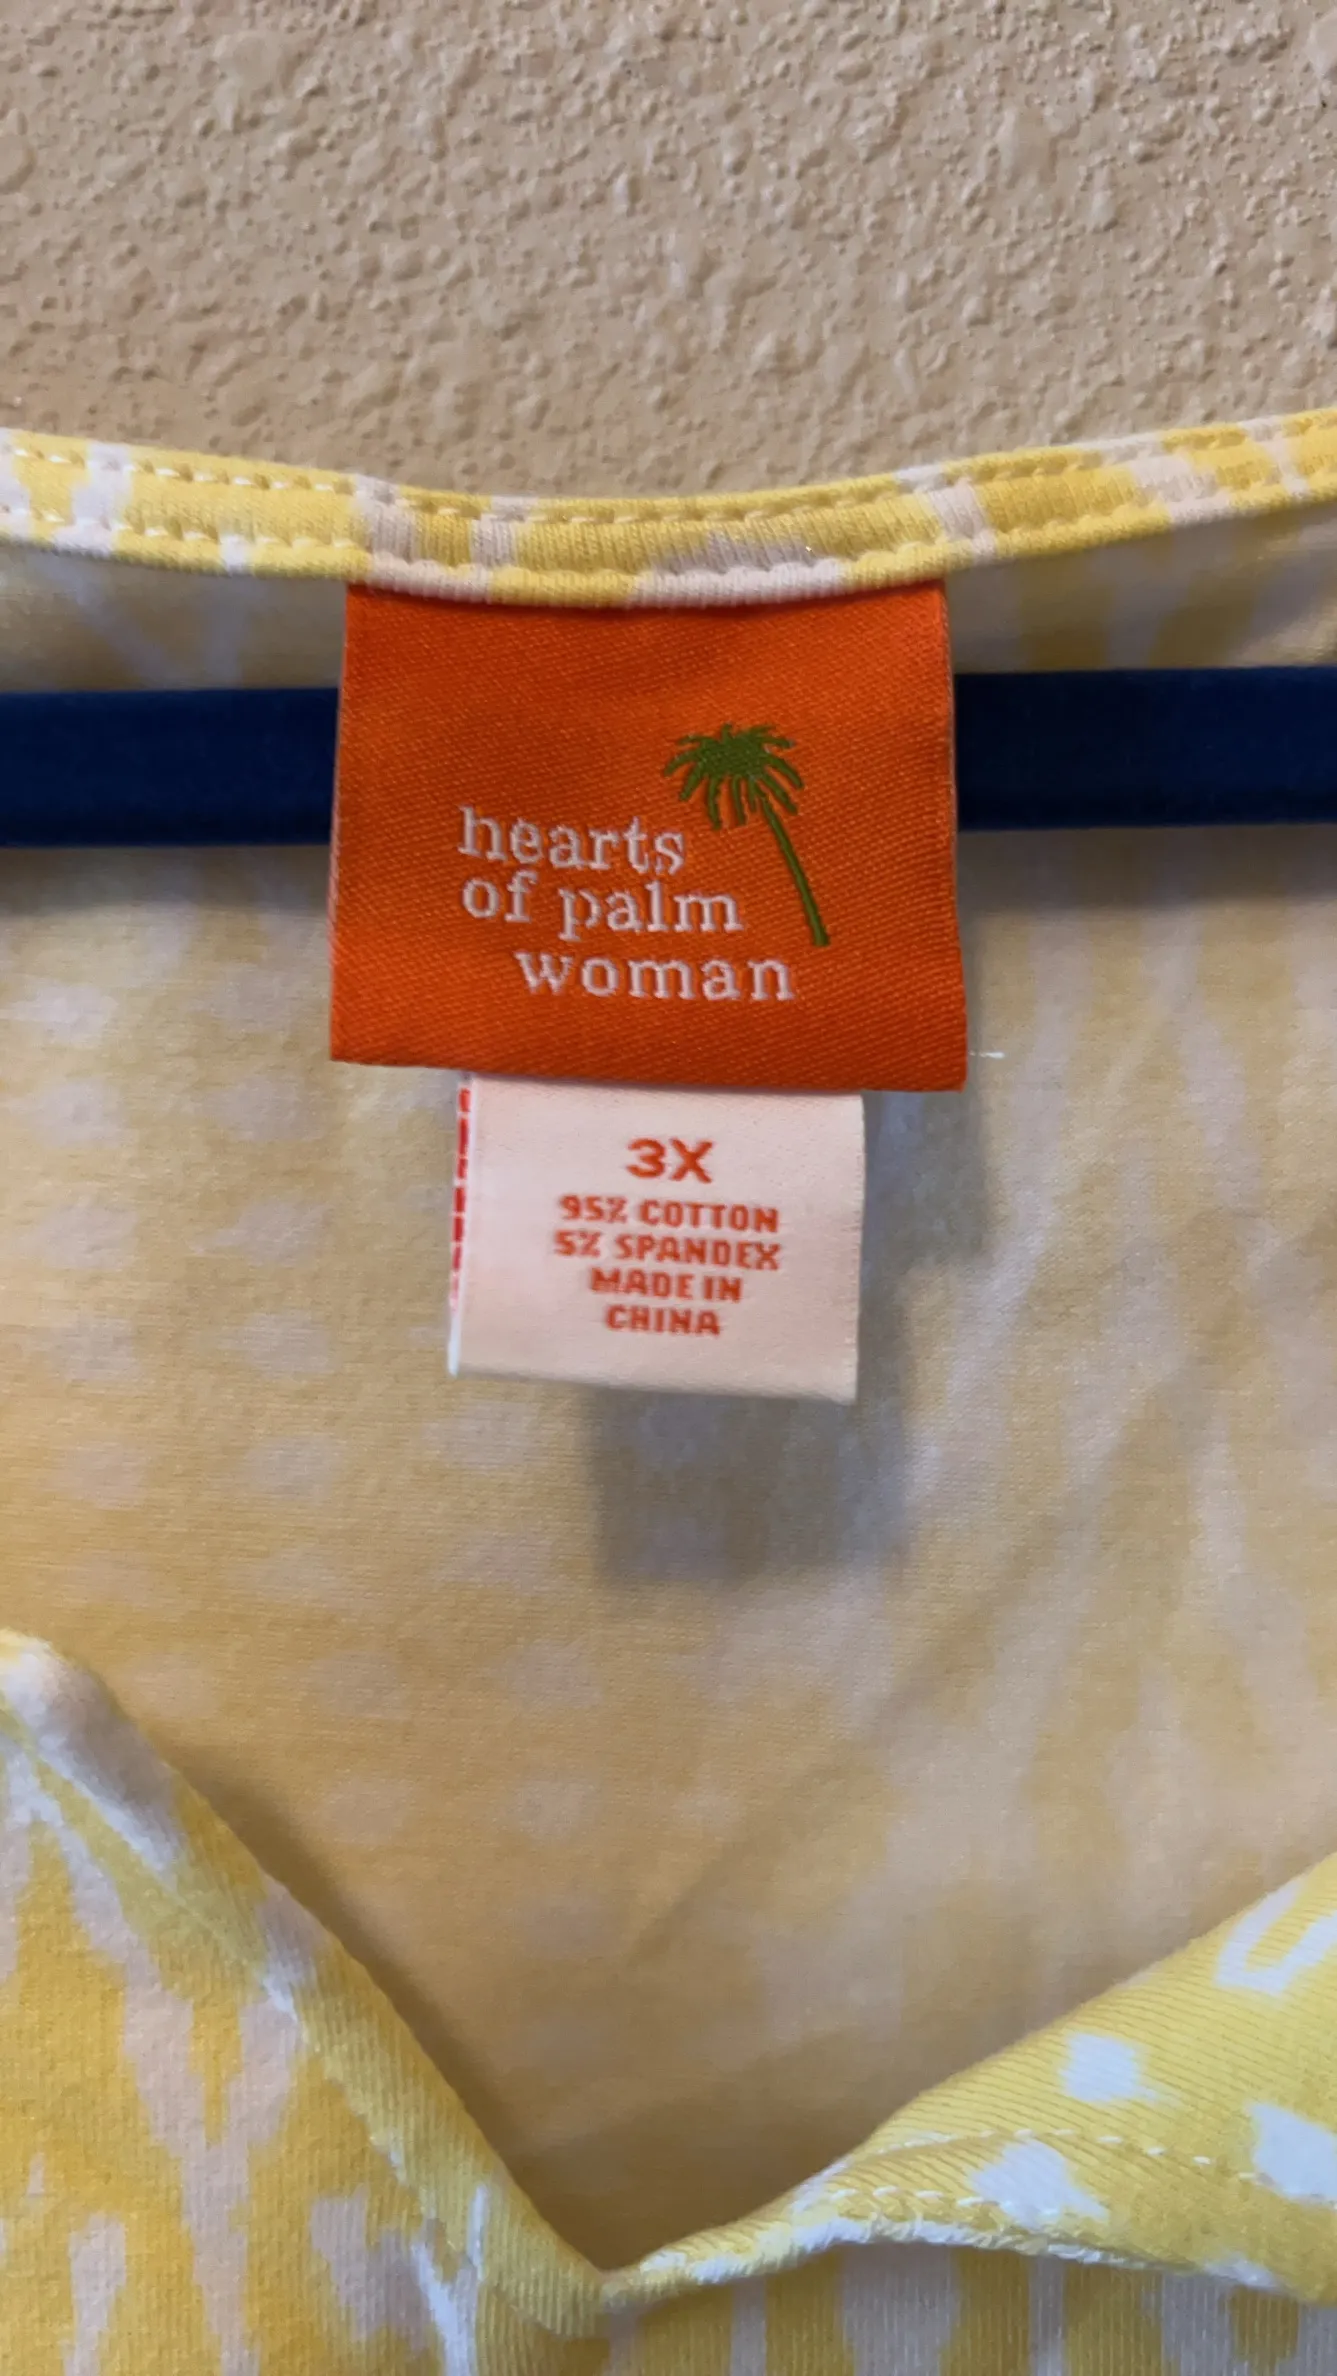 hearts
of palm
woman
3X
95% COTTON
5% SPANDEX
MADE IN
CHINA